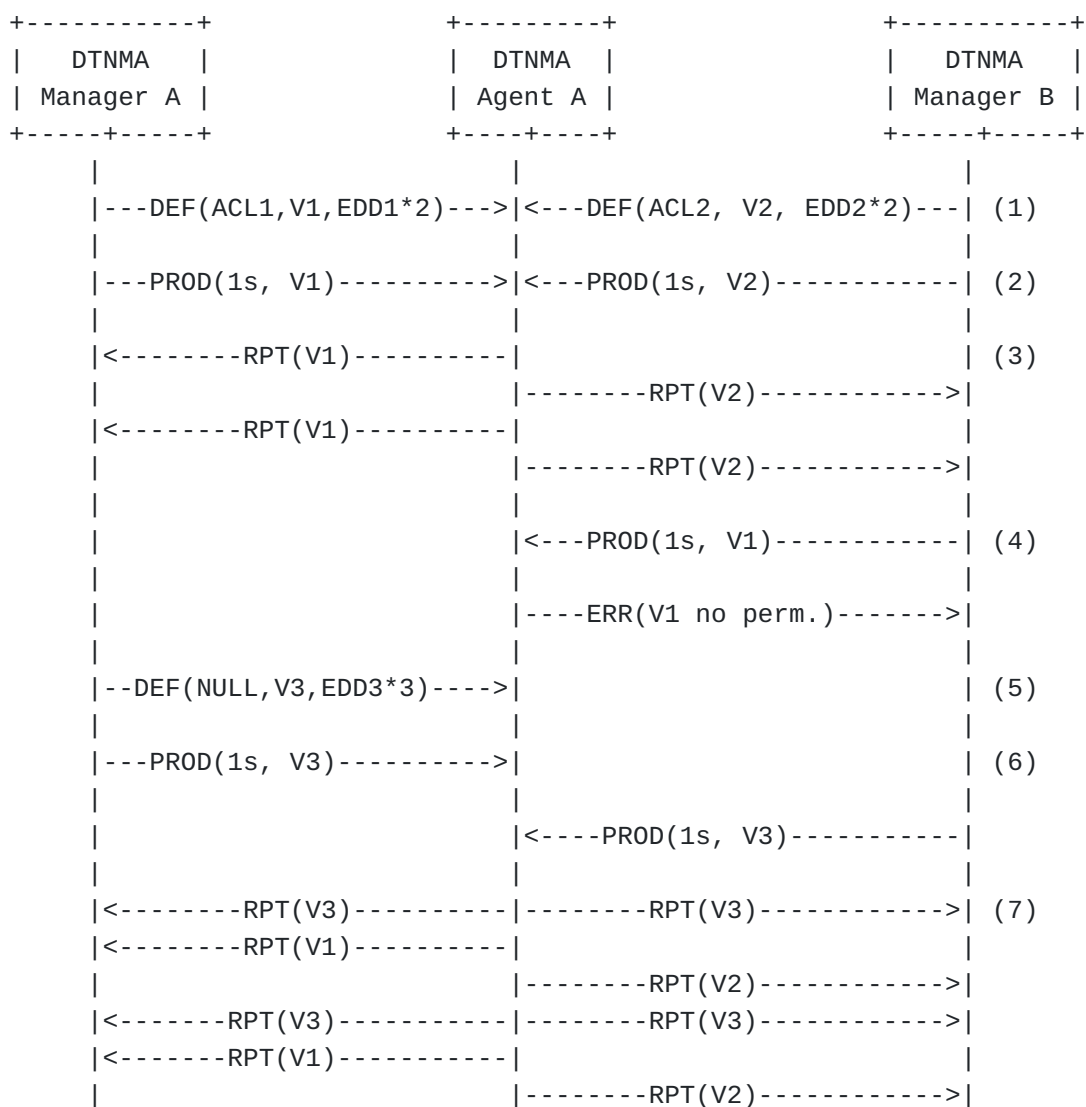 +-----------+                +---------+                  +-----------+
|   DTNMA   |                |  DTNMA  |                  |   DTNMA   |
| Manager A |                | Agent A |                  | Manager B |
+-----+-----+                +----+----+                  +-----+-----+
      |                           |                             |
      |---DEF(ACL1,V1,EDD1*2)--->|<---DEF(ACL2, V2, EDD2*2)---| (1)
      |                           |                             |
      |---PROD(1s, V1)---------->|<---PROD(1s, V2)------------| (2)
      |                           |                             |
      |<--------RPT(V1)----------|                             | (3)
      |                           |--------RPT(V2)------------>|
      |<--------RPT(V1)----------|                             |
      |                           |--------RPT(V2)------------>|
      |                           |                             |
      |                           |<---PROD(1s, V1)------------| (4)
      |                           |                             |
      |                           |----ERR(V1 no perm.)------->|
      |                           |                             |
      |--DEF(NULL,V3,EDD3*3)---->|                             | (5)
      |                           |                             |
      |---PROD(1s, V3)---------->|                             | (6)
      |                           |                             |
      |                           |<----PROD(1s, V3)-----------|
      |                           |                             |
      |<--------RPT(V3)----------|--------RPT(V3)------------>| (7)
      |<--------RPT(V1)----------|                             |
      |                           |--------RPT(V2)------------>|
      |<-------RPT(V3)-----------|--------RPT(V3)------------>|
      |<-------RPT(V1)-----------|                             |
      |                           |--------RPT(V2)------------>|